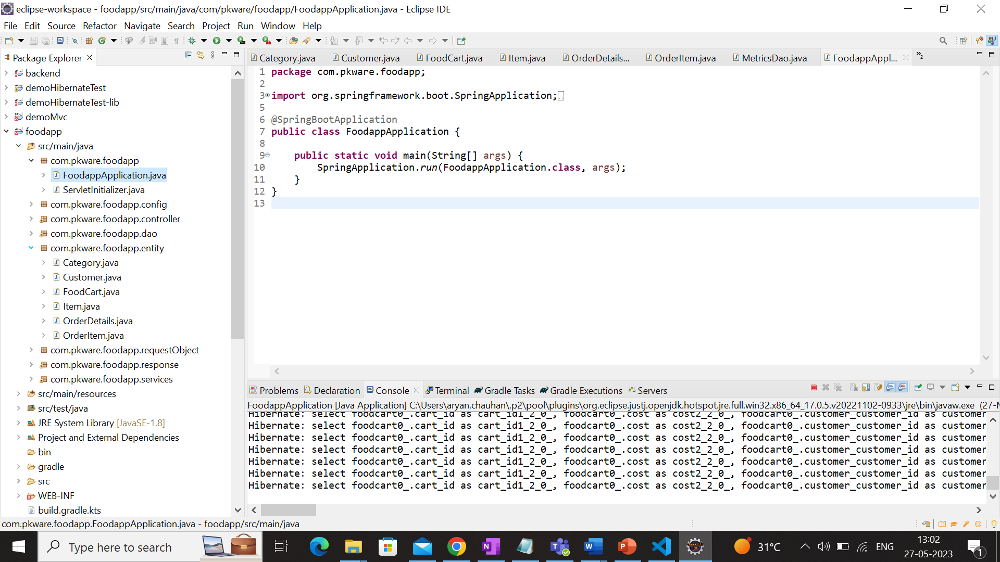 eclipse-workspace - foodapp/src/main/java/com/pkware/foodapp/FoodappApplication.java - Eclipse IDE
File Edit Source Refactor Navigate Search Project Run Window Help
Package Explorer
backend
demoHibernateTest
demoHibernateTest-lib
demoMvc
foodapp
src/main/java
com.pkware.foodapp
FoodappApplication.java
ServletInitializer.java
com.pkware.foodapp.config
com.pkware.foodapp.controller
com.pkware.foodapp.dao
com.pkware.foodapp.entity
Category.java
Customer.java
FoodCart.java
Item.java
OrderDetails.java
OrderItem.java
com.pkware.foodapp.requestObject
com.pkware.foodapp.response
com.pkware.foodapp.services
src/main/resources
src/test/java
JRE System Library [JavaSE-1.8]
Project and External Dependencies
bin
gradle
src
WEB-INF
build.gradle.kts
Category.java Customer.java FoodCart.java Item.java OrderDetails... OrderItem.java MetricsDao.java FoodappAppl... »2
1 package com.pkware.foodapp;
2
3 import org.springframework.boot.SpringApplication;
5
6 @SpringBootApplication
7 public class FoodappApplication {
8
9 public static void main(String[] args) {
10 SpringApplication.run(FoodappApplication.class, args);
11 }
12 }
13
Problems Declaration Console Terminal Gradle Tasks Gradle Executions Servers
FoodappApplication [Java Application] C:\Users\aryan.chauhan\.p2\pool\plugins\org.eclipse.justj.openjdk.hotspot.jre.full.win32.x86_64_17.0.5.v20221102-0933\jre\bin\javaw.exe (27-M
Hibernate: select foodcart0_.cart_id as cart_id1_2_0_, foodcart0_.cost as cost2_2_0_, foodcart0_.customer_customer_id as customer
Hibernate: select foodcart0_.cart_id as cart_id1_2_0_, foodcart0_.cost as cost2_2_0_, foodcart0_.customer_customer_id as customer
Hibernate: select foodcart0_.cart_id as cart_id1_2_0_, foodcart0_.cost as cost2_2_0_, foodcart0_.customer_customer_id as customer
Hibernate: select foodcart0_.cart_id as cart_id1_2_0_, foodcart0_.cost as cost2_2_0_, foodcart0_.customer_customer_id as customer
Hibernate: select foodcart0_.cart_id as cart_id1_2_0_, foodcart0_.cost as cost2_2_0_, foodcart0_.customer_customer_id as customer
Hibernate: select foodcart0_.cart_id as cart_id1_2_0_, foodcart0_.cost as cost2_2_0_, foodcart0_.customer_customer_id as customer
Hibernate: select foodcart0_.cart_id as cart_id1_2_0_, foodcart0_.cost as cost2_2_0_, foodcart0_.customer_customer_id as customer
com.pkware.foodapp.FoodappApplication.java - foodapp/src/main/java
Type here to search
31°C
ENG
13:02
27-05-2023
1